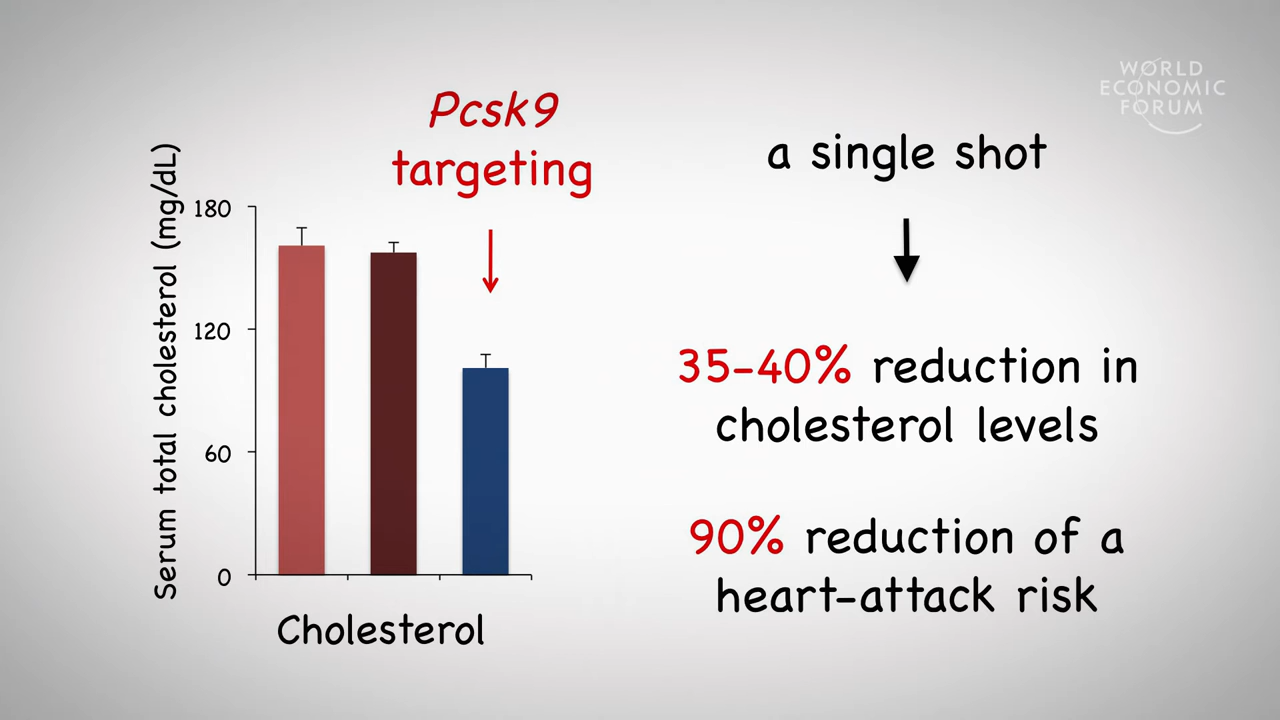 WORLD
ECONOMIC
FORUM
Pcsk9
targeting
Serum total cholesterol (mg/dL)
180
120
60
0
Cholesterol
a single shot
35-40% reduction in
cholesterol levels
90% reduction of a
heart-attack risk